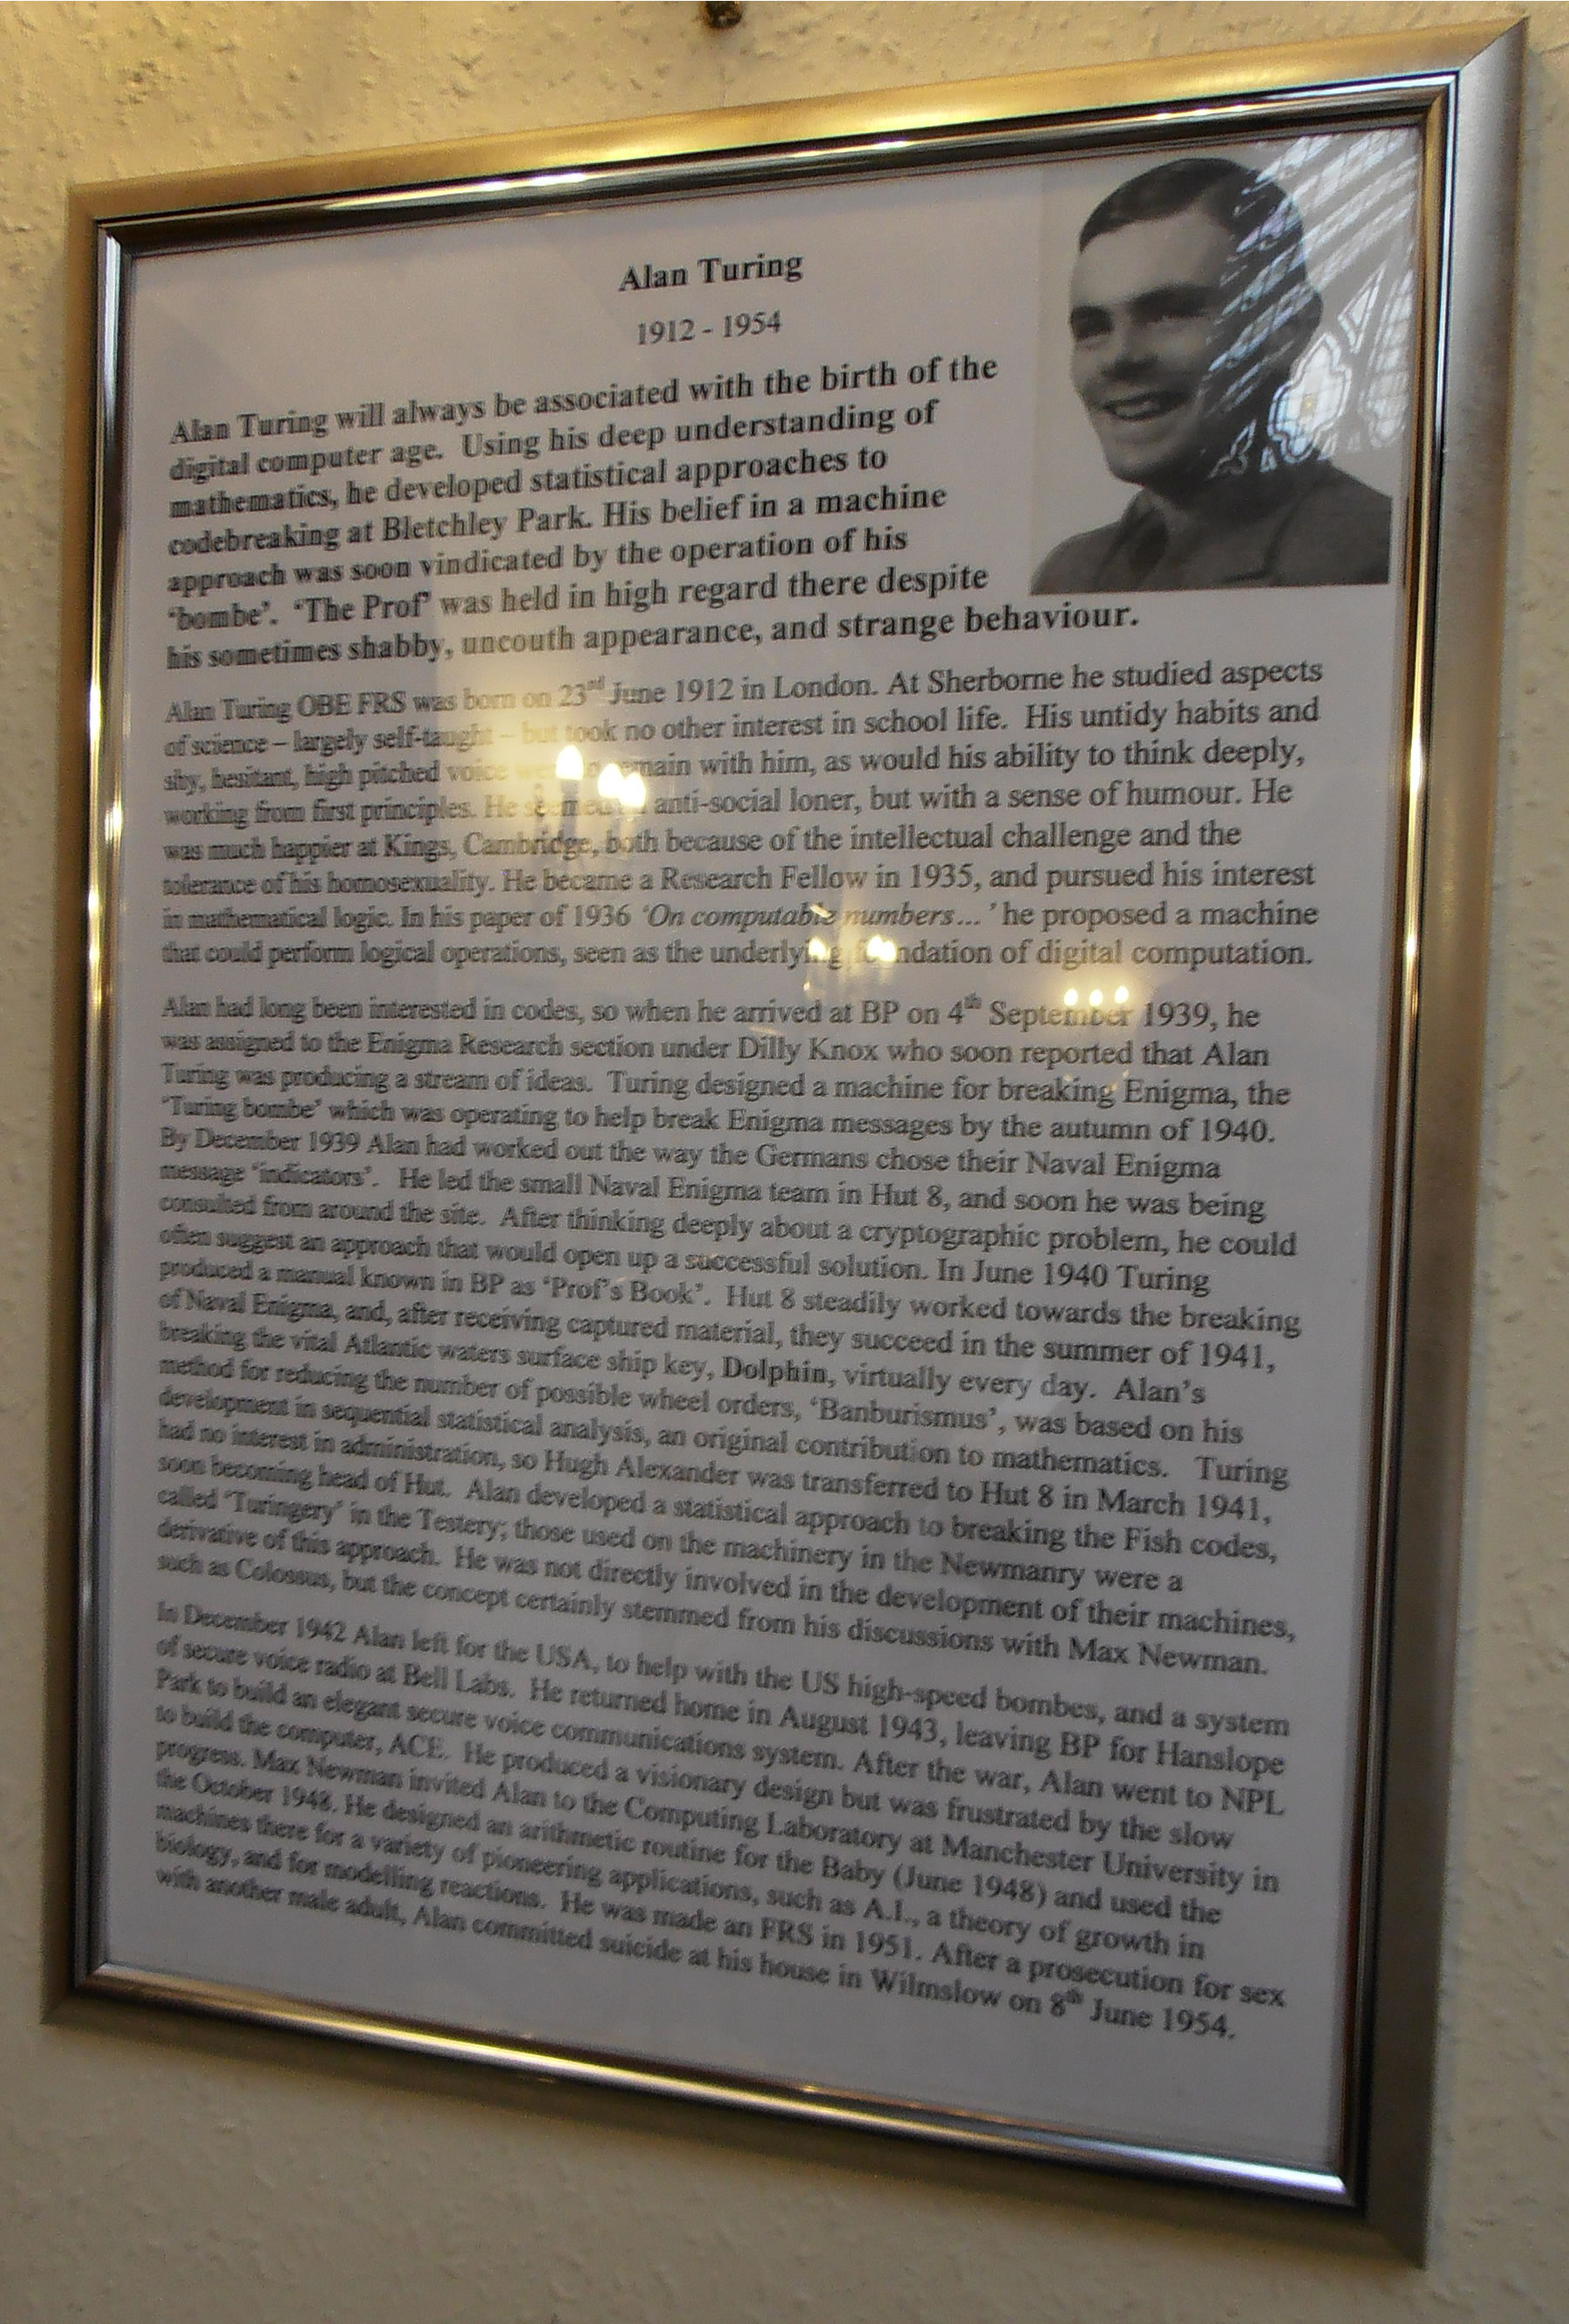 Alan Turing
1912 - 1954
Alan Turing will always be associated with the birth of the
digital computer age. Using his deep understanding of
mathematics, he developed statistical approaches to
codebreaking at Bletchley Park. His belief in a machine
approach was soon vindicated by the operation of his
'bombe'. 'The Prof' was held in high regard there despite
his sometimes shabby, uncouth appearance, and strange behaviour.
Alan Turing OBE FRS was born on 23rd June 1912 in London. At Sherborne he studied aspects
of science – largely self-taught – but took no other interest in school life. His untidy habits and
shy, hesitant, high pitched voice were to remain with him, as would his ability to think deeply,
working from first principles. He seemed anti-social loner, but with a sense of humour. He
was much happier at Kings, Cambridge, both because of the intellectual challenge and the
tolerance of his homosexuality. He became a Research Fellow in 1935, and pursued his interest
in mathematical logic. In his paper of 1936 'On computable numbers...' he proposed a machine
that could perform logical operations, seen as the underlying foundation of digital computation.
Alan had long been interested in codes, so when he arrived at BP on 4th September 1939, he
was assigned to the Enigma Research section under Dilly Knox who soon reported that Alan
Turing was producing a stream of ideas. Turing designed a machine for breaking Enigma, the
'Turing bombe' which was operating to help break Enigma messages by the autumn of 1940.
By December 1939 Alan had worked out the way the Germans chose their Naval Enigma
message 'indicators'. He led the small Naval Enigma team in Hut 8, and soon he was being
consulted from around the site. After thinking deeply about a cryptographic problem, he could
often suggest an approach that would open up a successful solution. In June 1940 Turing
produced a manual known in BP as 'Prof's Book'. Hut 8 steadily worked towards the breaking
of Naval Enigma, and, after receiving captured material, they succeed in the summer of 1941,
breaking the vital Atlantic waters surface ship key, Dolphin, virtually every day. Alan's
method for reducing the number of possible wheel orders, 'Banburismus', was based on his
development in sequential statistical analysis, an original contribution to mathematics. Turing
had no interest in administration, so Hugh Alexander was transferred to Hut 8 in March 1941,
soon becoming head of Hut. Alan developed a statistical approach to breaking the Fish codes,
called 'Turingery' in the Testery; those used on the machinery in the Newmanry were a
derivative of this approach. He was not directly involved in the development of their machines,
such as Colossus, but the concept certainly stemmed from his discussions with Max Newman.
In December 1942 Alan left for the USA, to help with the US high-speed bombes, and a system
of secure voice radio at Bell Labs. He returned home in August 1943, leaving BP for Hanslope
Park to build an elegant secure voice communications system. After the war, Alan went to NPL
to build the computer, ACE. He produced a visionary design but was frustrated by the slow
progress. Max Newman invited Alan to the Computing Laboratory at Manchester University in
the October 1948. He designed an arithmetic routine for the Baby (June 1948) and used the
machines there for a variety of pioneering applications, such as A.I., a theory of growth in
biology, and for modelling reactions. He was made an FRS in 1951. After a prosecution for sex
with another male adult, Alan committed suicide at his house in Wilmslow on 8th June 1954.